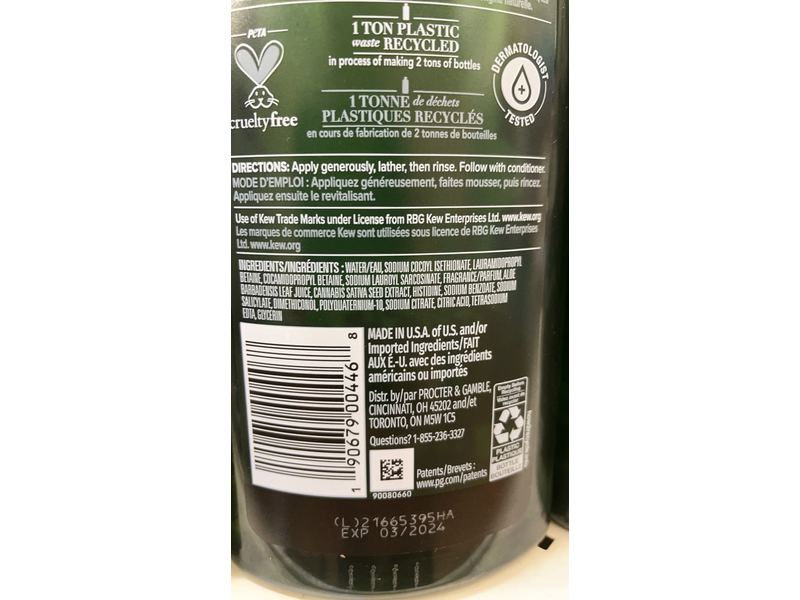 naturelle.
PETA
crueltyfree
1 TON PLASTIC
waste RECYCLED
in process of making 2 tons of bottles
1 TONNE de déchets
PLASTIQUES RECYCLÉS
en cours de fabrication de 2 tonnes de bouteilles
DERMATOLOGIST
TESTED
DIRECTIONS: Apply generously, lather, then rinse. Follow with conditioner.
MODE D'EMPLOI : Appliquez généreusement, faites mousser, puis rincez.
Appliquez ensuite le revitalisant.
Use of Kew Trade Marks under License from RBG Kew Enterprises Ltd. www.kew.org
Les marques de commerce Kew sont utilisées sous licence de RBG Kew Enterprises
Ltd. www.kew.org
INGREDIENTS/INGRÉDIENTS : WATER/EAU, SODIUM COCOYL ISETHIONATE, LAURAMIDOPROPYL
BETAINE, COCAMIDOPROPYL BETAINE, SODIUM LAUROYL SARCOSINATE, FRAGRANCE/PARFUM, ALOE
BARBADENSIS LEAF JUICE, CANNABIS SATIVA SEED EXTRACT, HISTIDINE, SODIUM BENZOATE, SODIUM
SALICYLATE, DIMETHICONOL, POLYQUATERNIUM-10, SODIUM CITRATE, CITRIC ACID, TETRASODIUM
EDTA, GLYCERIN
1 90679 00446 8
MADE IN U.S.A. of U.S. and/or
Imported Ingredients/FAIT
AUX É.-U. avec des ingrédients
américains ou importés
Distr. by/par PROCTER & GAMBLE,
CINCINNATI, OH 45202 and/et
TORONTO, ON M5W 1C5
Questions? 1-855-236-3327
Patents/Brevets :
www.pg.com/patents
90080660
Empty, Return
PLASTIC
PLASTIQUE
BOTTLE
BOUTEILLE
(L)21665395HA
EXP 03/2024